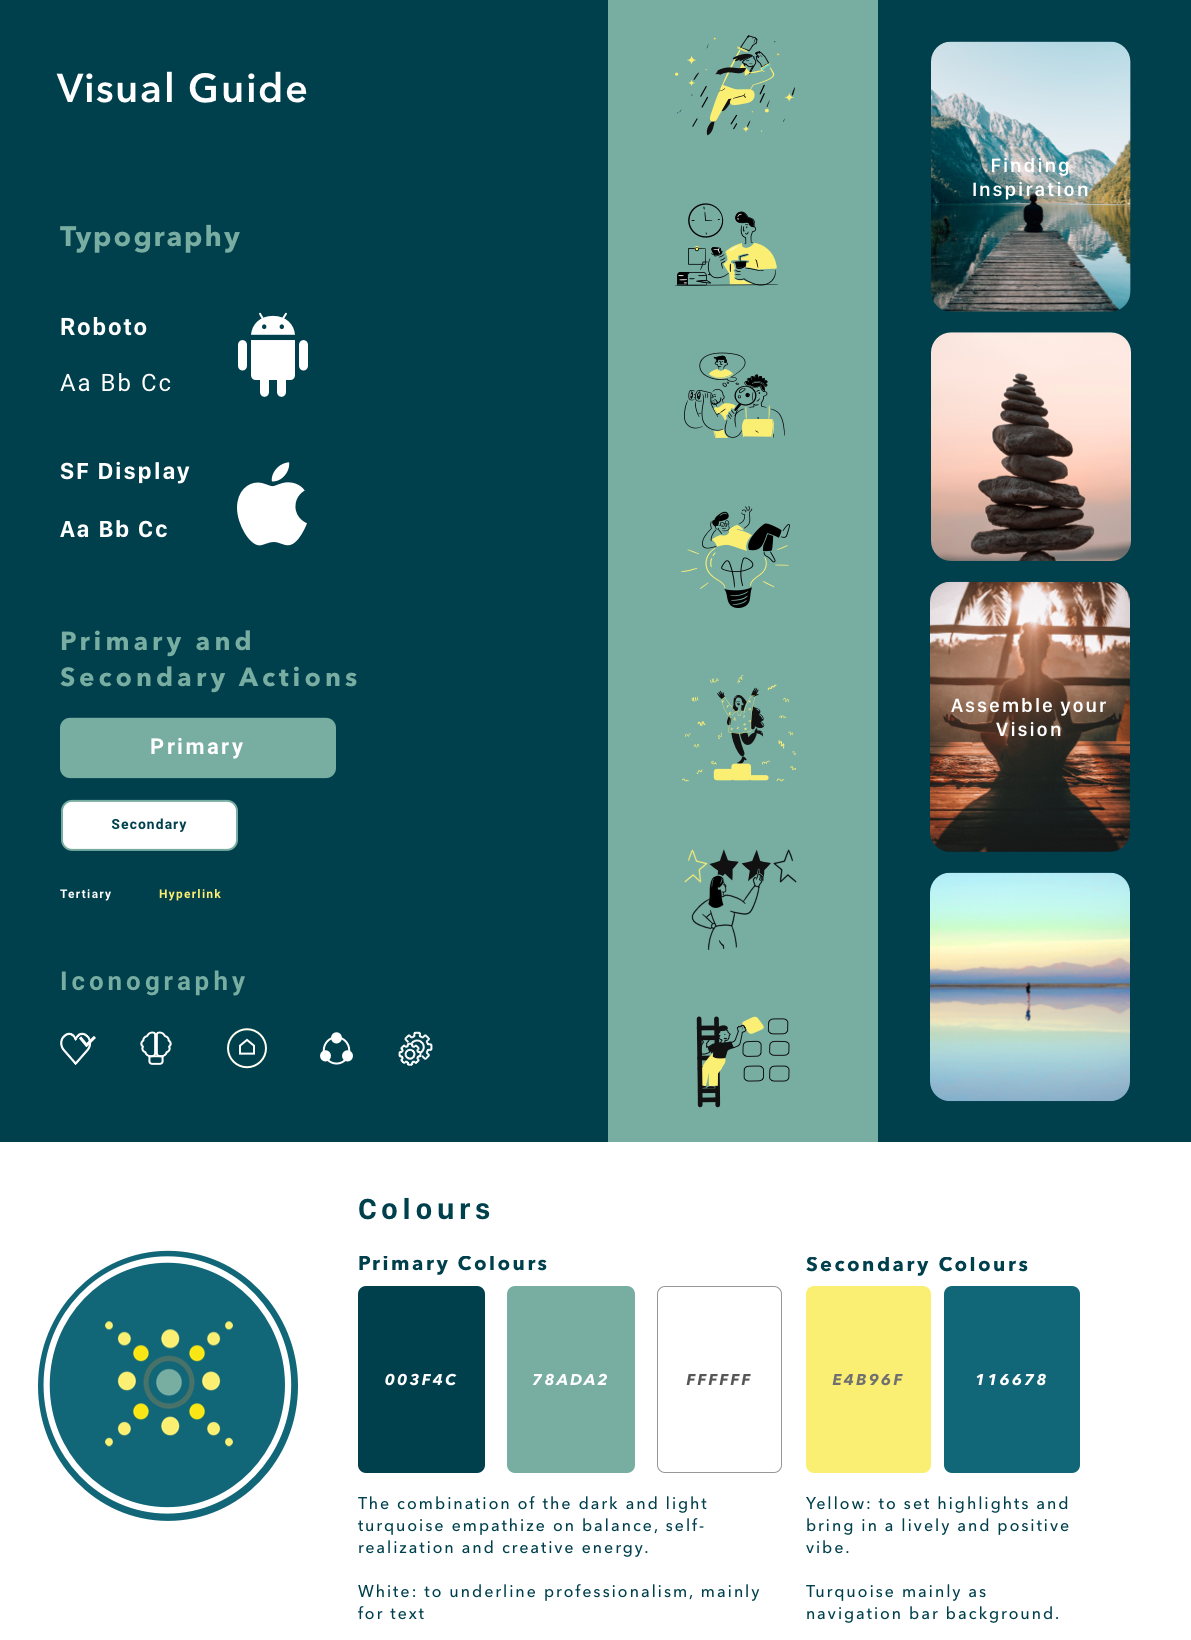 Visual Guide
Typography
Roboto
Aa Bb Cc
SF Display
Aa Bb Cc
Primary and
Secondary Actions
Primary
Secondary
Tertiary
Hyperlink
Iconography
Finding
Inspiration
Assemble your
Vision
Colours
Primary Colours
003F4C
78ADA2
FFFFFF
The combination of the dark and light
turquoise empathize on balance, self-
realization and creative energy.
White: to underline professionalism, mainly
for text
Secondary Colours
E4B96F
116678
Yellow: to set highlights and
bring in a lively and positive
vibe.
Turquoise mainly as
navigation bar background.